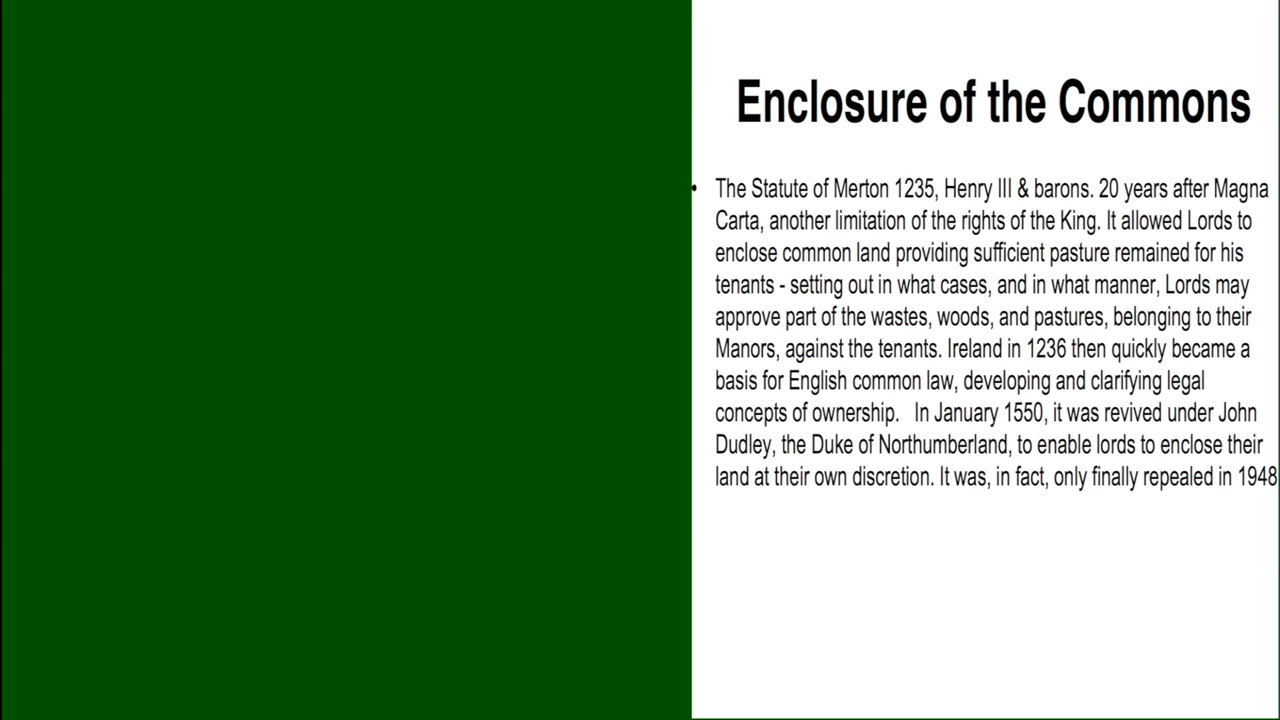 Enclosure of the Commons
• The Statute of Merton 1235, Henry III & barons. 20 years after Magna
Carta, another limitation of the rights of the King. It allowed Lords to
enclose common land providing sufficient pasture remained for his
tenants - setting out in what cases, and in what manner, Lords may
approve part of the wastes, woods, and pastures, belonging to their
Manors, against the tenants. Ireland in 1236 then quickly became a
basis for English common law, developing and clarifying legal
concepts of ownership.   In January 1550, it was revived under John
Dudley, the Duke of Northumberland, to enable lords to enclose their
land at their own discretion. It was, in fact, only finally repealed in 1948